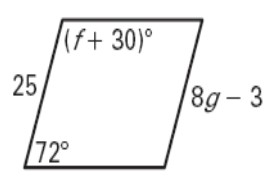 (f + 30)°
25
8g – 3
72°